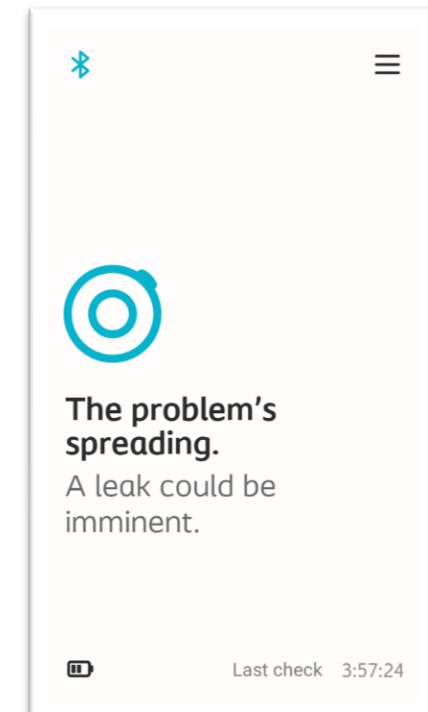 The problem's
spreading.
A leak could be
imminent.
Last check 3:57:24